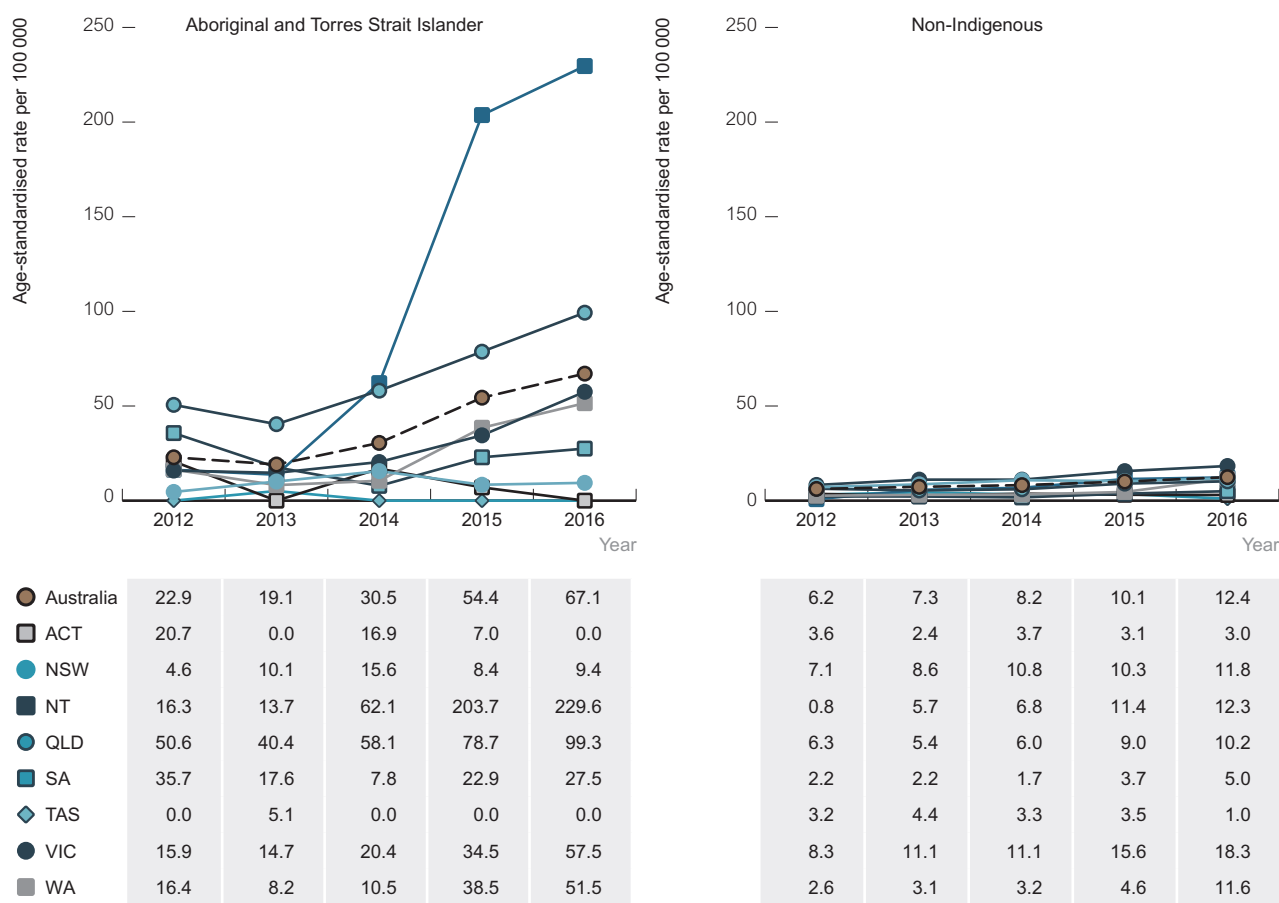 Aboriginal and Torres Strait Islander
Age-standardised rate per 100 000
250
200
150
100
50
0
2012 2013 2014 2015 2016
Year
Non-Indigenous
Age-standardised rate per 100 000
250
200
150
100
50
0
2012 2013 2014 2015 2016
Year
Australia 22.9 19.1 30.5 54.4 67.1 6.2 7.3 8.2 10.1 12.4
ACT 20.7 0.0 16.9 7.0 0.0 3.6 2.4 3.7 3.1 3.0
NSW 4.6 10.1 15.6 8.4 9.4 7.1 8.6 10.8 10.3 11.8
NT 16.3 13.7 62.1 203.7 229.6 0.8 5.7 6.8 11.4 12.3
QLD 50.6 40.4 58.1 78.7 99.3 6.3 5.4 6.0 9.0 10.2
SA 35.7 17.6 7.8 22.9 27.5 2.2 2.2 1.7 3.7 5.0
TAS 0.0 5.1 0.0 0.0 0.0 3.2 4.4 3.3 3.5 1.0
VIC 15.9 14.7 20.4 34.5 57.5 8.3 11.1 11.1 15.6 18.3
WA 16.4 8.2 10.5 38.5 51.5 2.6 3.1 3.2 4.6 11.6